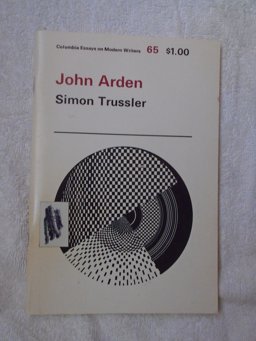 Columbia Essays on Modern Writers 65 $1.00
John Arden
Simon Trussler